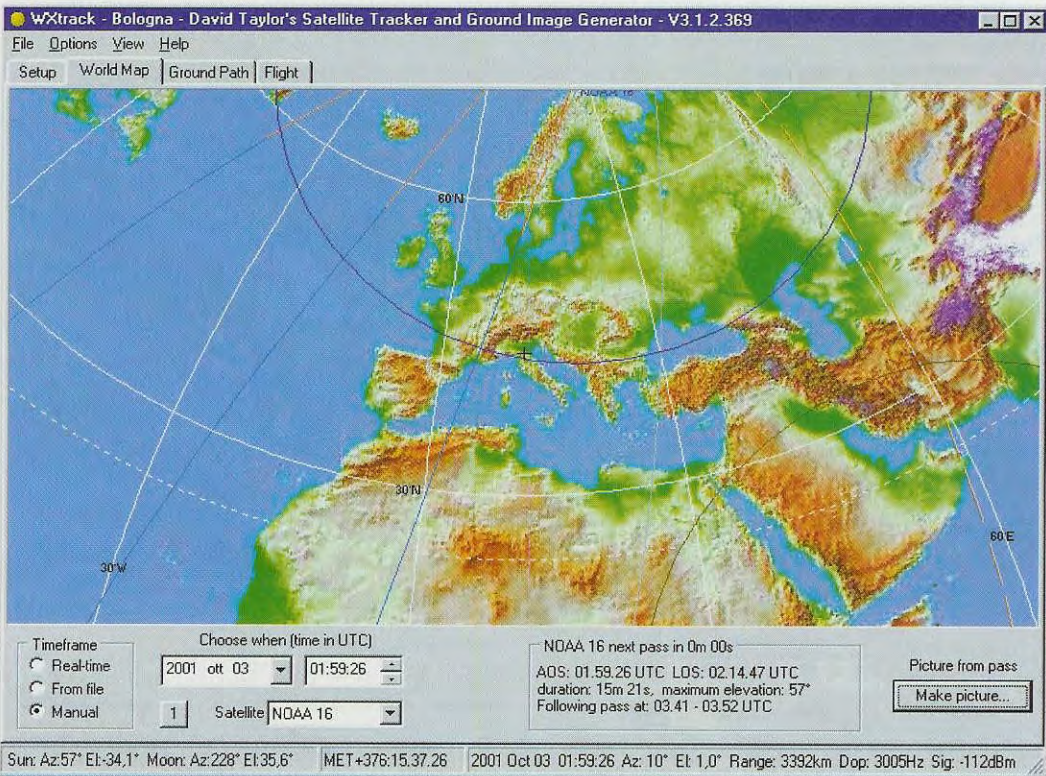 WXtrack - Bologna - David Taylor's Satellite Tracker and Ground Image Generator - V3.1.2.369
File Options View Help
Setup World Map Ground Path Flight
NOAA 16
60'N
30'N
30'W
60'E
Timeframe
Real-time
From file
Manual
Choose when (time in UTC)
2001 ott 03 01:59:26
1 Satellite NOAA 16
NOAA 16 next pass in 0m 00s
AOS: 01.59.26 UTC LOS: 02.14.47 UTC
duration: 15m 21s, maximum elevation: 57°
Following pass at: 03.41 - 03.52 UTC
Picture from pass
Make picture...
Sun: Az:57° El:-34,1° Moon: Az:228° El:35,6° MET+376:15.37.26 2001 Oct 03 01:59:26 Az: 10° El: 1,0° Range: 3392km Dop: 3005Hz Sig: -112dBm